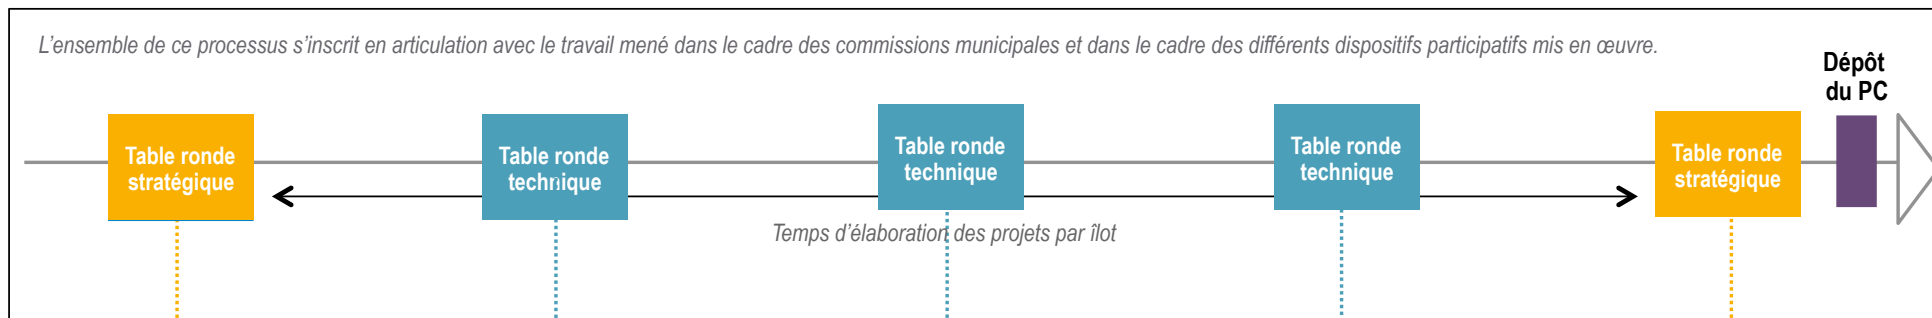 L’ensemble de ce processus s’inscrit en articulation avec le travail mené dans le cadre des commissions municipales et dans le cadre des différents dispositifs participatifs mis en œuvre.
Dépôt
du PC
Table ronde
stratégique
Table ronde
technique
Table ronde
technique
Table ronde
technique
Table ronde
stratégique
Temps d’élaboration des projets par îlot